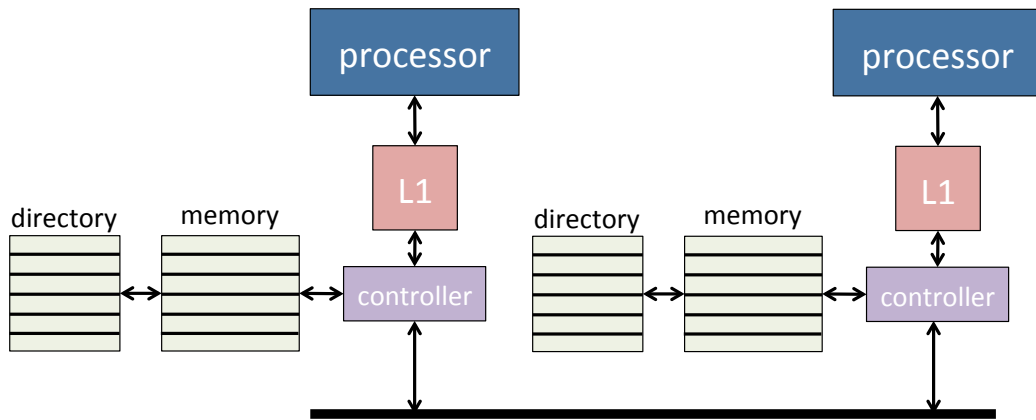 processor
processor
L1
L1
directory
memory
directory
memory
controller
controller